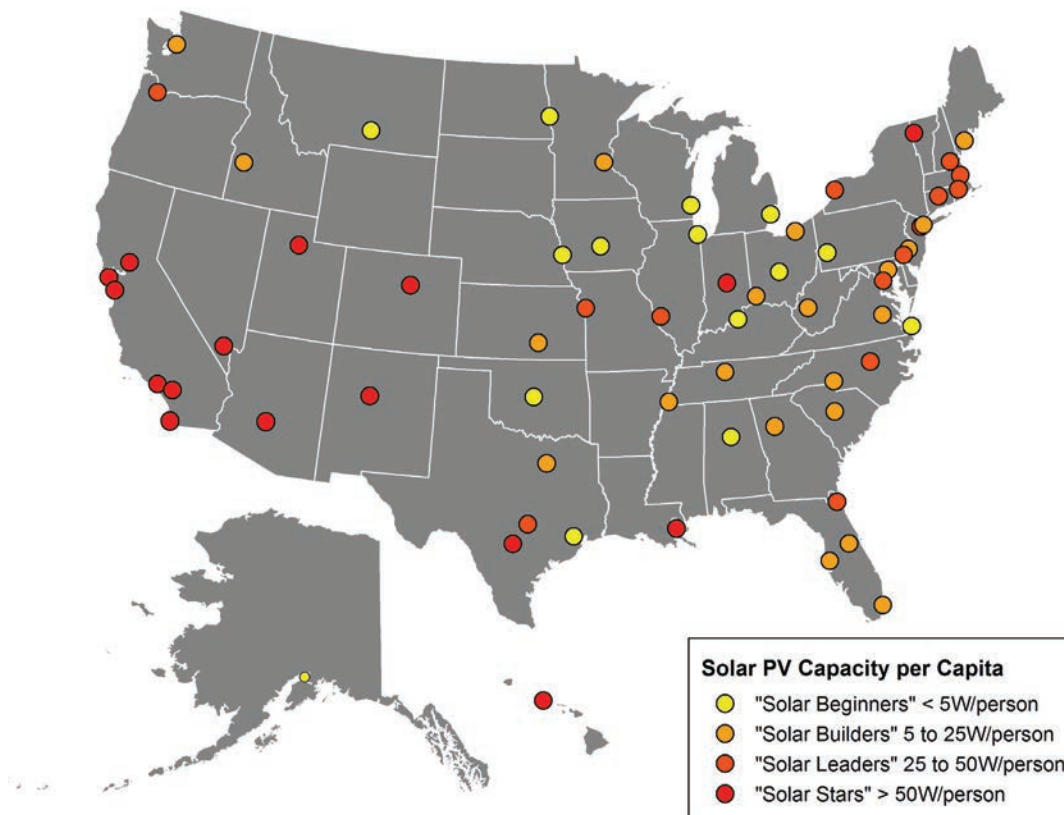 Solar PV Capacity per Capita
"Solar Beginners" < 5W/person
"Solar Builders" 5 to 25W/person
"Solar Leaders" 25 to 50W/person
"Solar Stars" > 50W/person